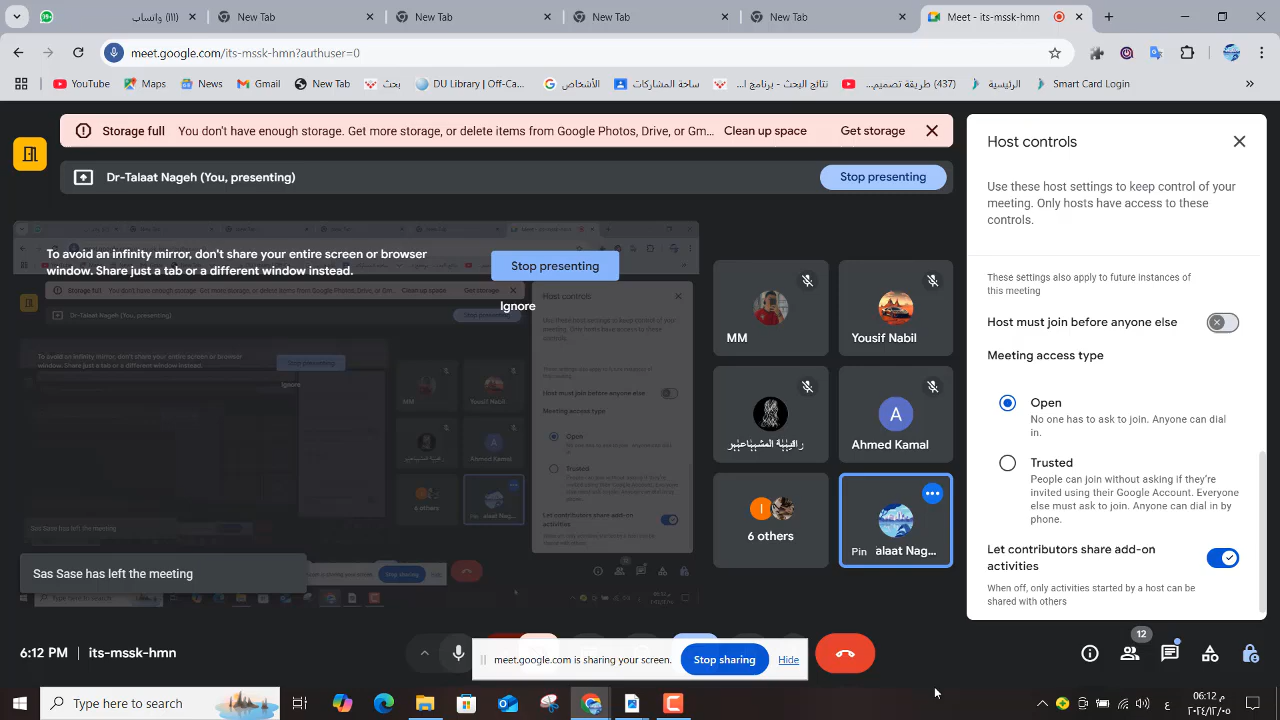 (١) واتساب
New Tab
New Tab
New Tab
New Tab
Meet - its-mssk-hmn
meet.google.com/its-mssk-hmn?authuser=0
YouTube
Maps
News
Gmail
New Tab
بحث
DU Library | Off-Ca...
الأشخاص
ساحة المشاركات
نتائج البحث - برنامج ا...
(437) طريقة تصميم...
الرئيسية
Smart Card Login
Storage full You don't have enough storage. Get more storage, or delete items from Google Photos, Drive, or Gm... Clean up space Get storage
Dr-Talaat Nageh (You, presenting) Stop presenting
To avoid an infinity mirror, don't share your entire screen or browser
window. Share just a tab or a different window instead.
Stop presenting
Ignore
MM
Yousif Nabil
Ahmed Kamal
6 others
Pin
alaat Nag...
Sas Sase has left the meeting
Host controls
Use these host settings to keep control of your
meeting. Only hosts have access to these
controls.
These settings also apply to future instances of
this meeting
Host must join before anyone else
Meeting access type
Open
No one has to ask to join. Anyone can dial
in.
Trusted
People can join without asking if they're
invited using their Google Account. Everyone
else must ask to join. Anyone can dial in by
phone.
Let contributors share add-on
activities
When off, only activities started by a host can be
shared with others
6:12 PM | its-mssk-hmn
meet.google.com is sharing your screen. Stop sharing Hide
12
Type here to search
06:12 م